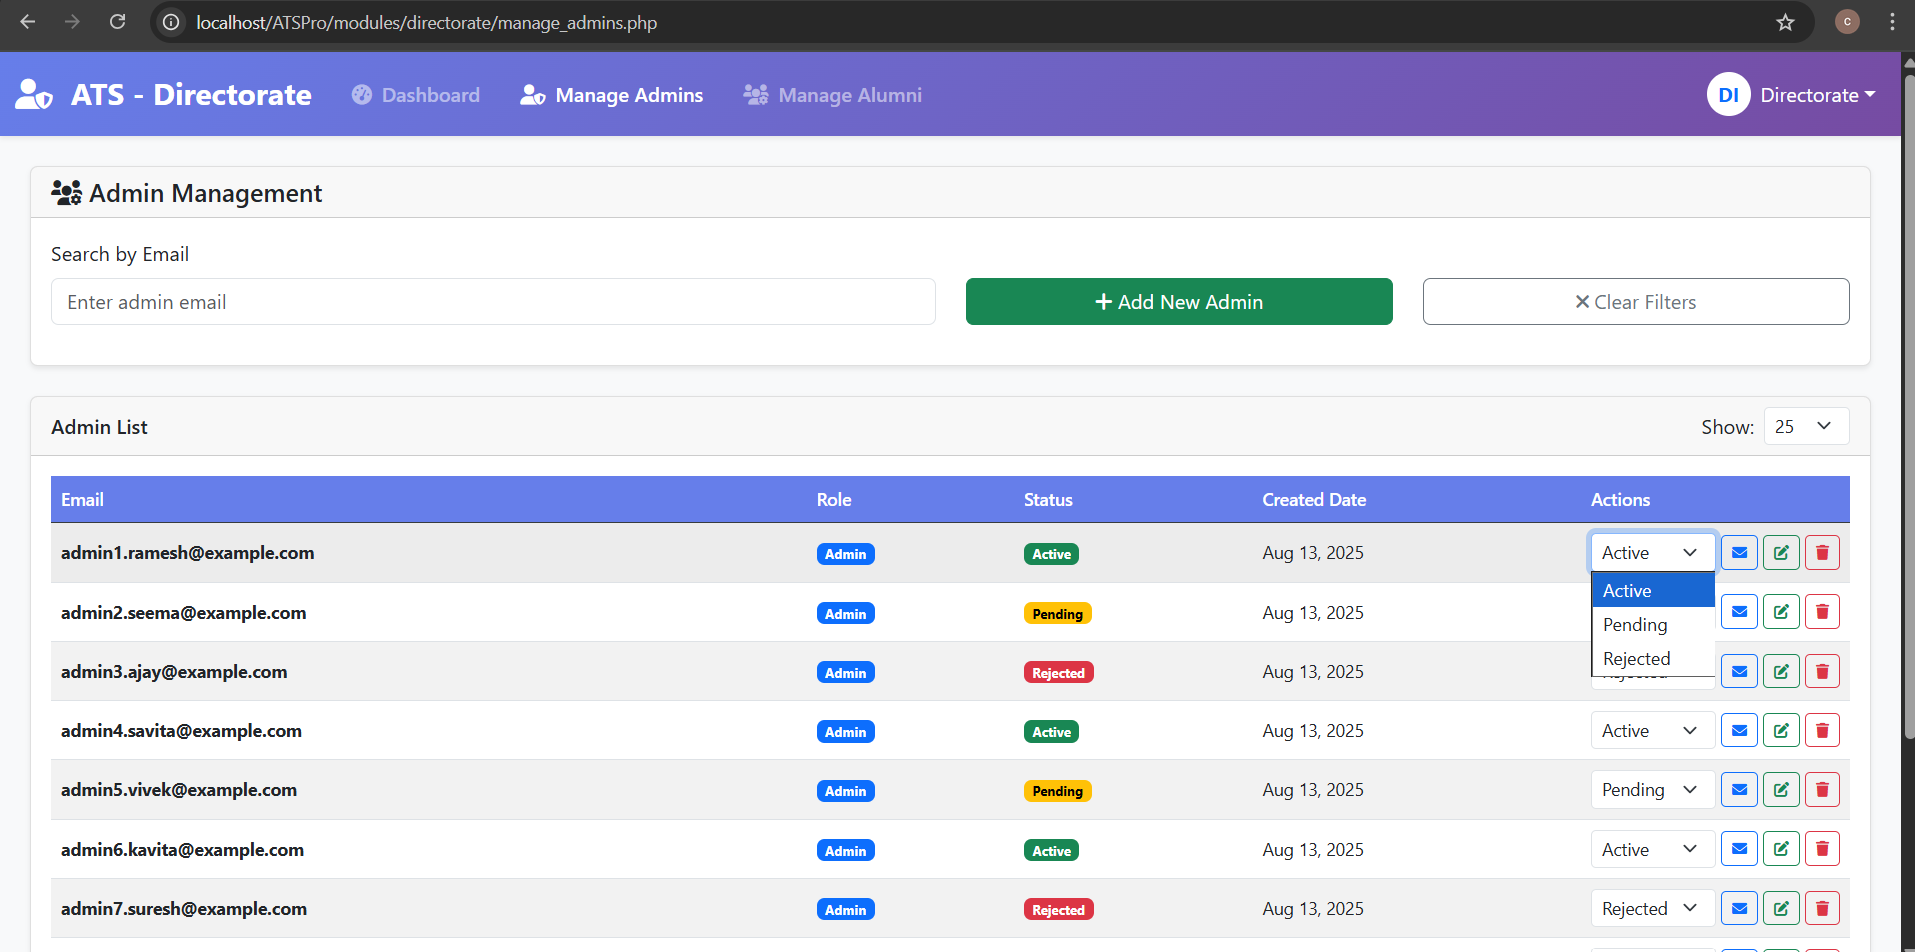 localhost/ATSPro/modules/directorate/manage_admins.php
C
ATS - Directorate Dashboard Manage Admins Manage Alumni DI Directorate
Admin Management
Search by Email
Enter admin email
Add New Admin
Clear Filters
Admin List Show: 25
Email Role Status Created Date Actions
admin1.ramesh@example.com Admin Active Aug 13, 2025 Active
Active
admin2.seema@example.com Admin Pending Aug 13, 2025
Pending
Rejected
admin3.ajay@example.com Admin Rejected Aug 13, 2025
admin4.savita@example.com Admin Active Aug 13, 2025 Active
admin5.vivek@example.com Admin Pending Aug 13, 2025 Pending
admin6.kavita@example.com Admin Active Aug 13, 2025 Active
admin7.suresh@example.com Admin Rejected Aug 13, 2025 Rejected